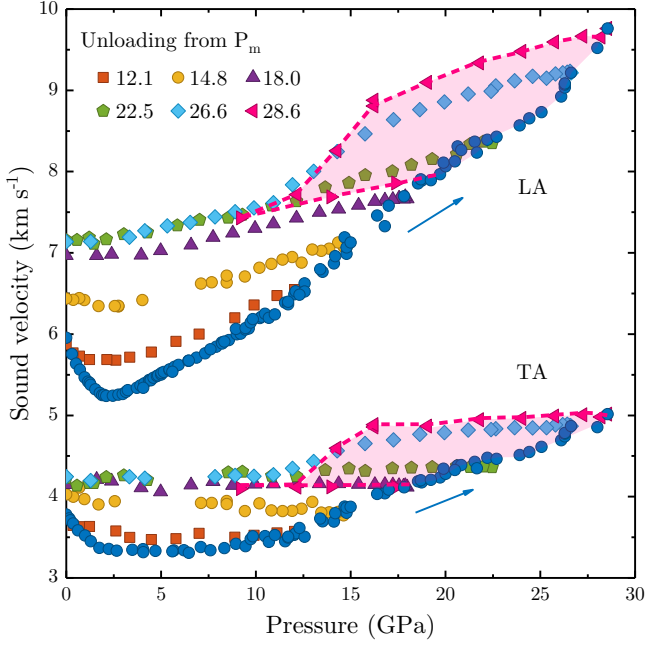 Unloading from Pm
12.1 14.8 18.0
22.5 26.6 28.6
LA
TA
Sound velocity (km s-1)
10
9
8
7
6
5
4
3
0 5 10 15 20 25 30
Pressure (GPa)